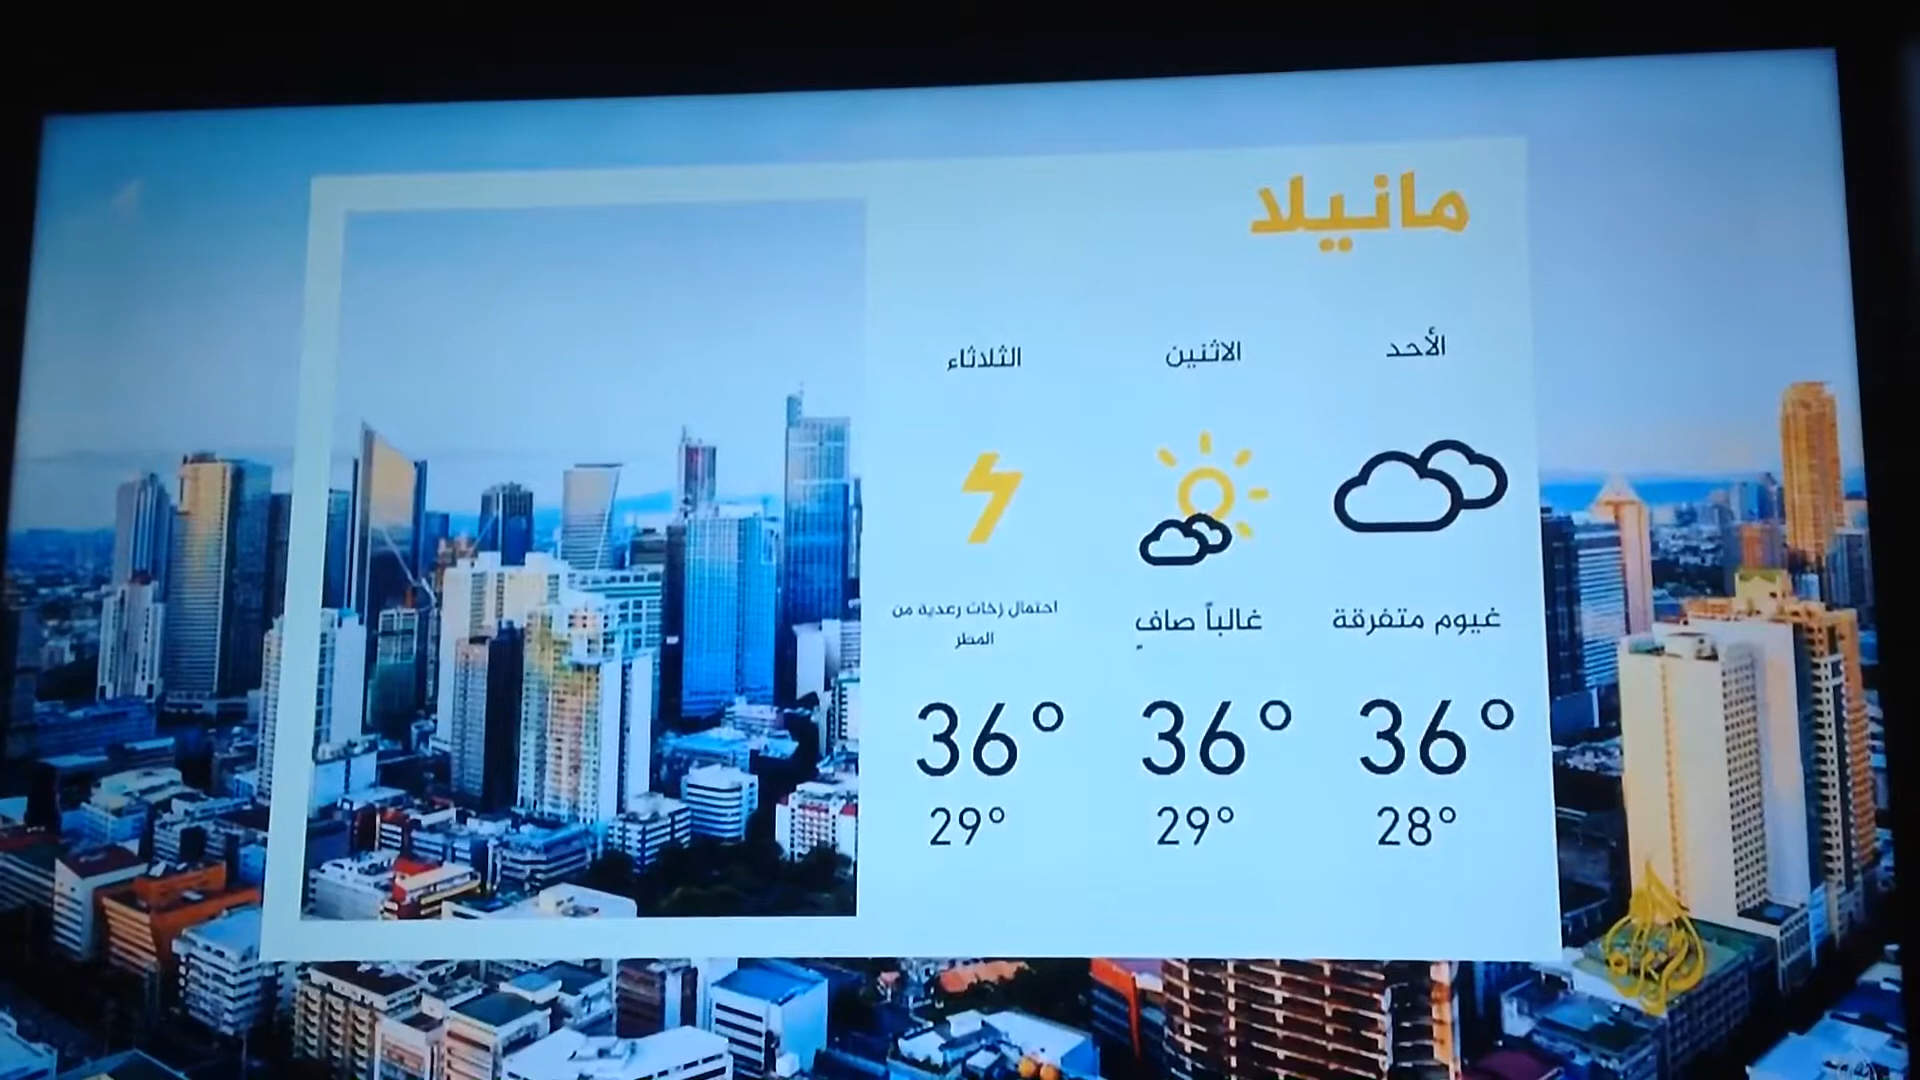 مانيلا
الأحد
الاثنين
الثلاثاء
غيوم متفرقة
غالباً صافٍ
احتمال زخات رعدية من
المطر
36°
36°
36°
28°
29°
29°